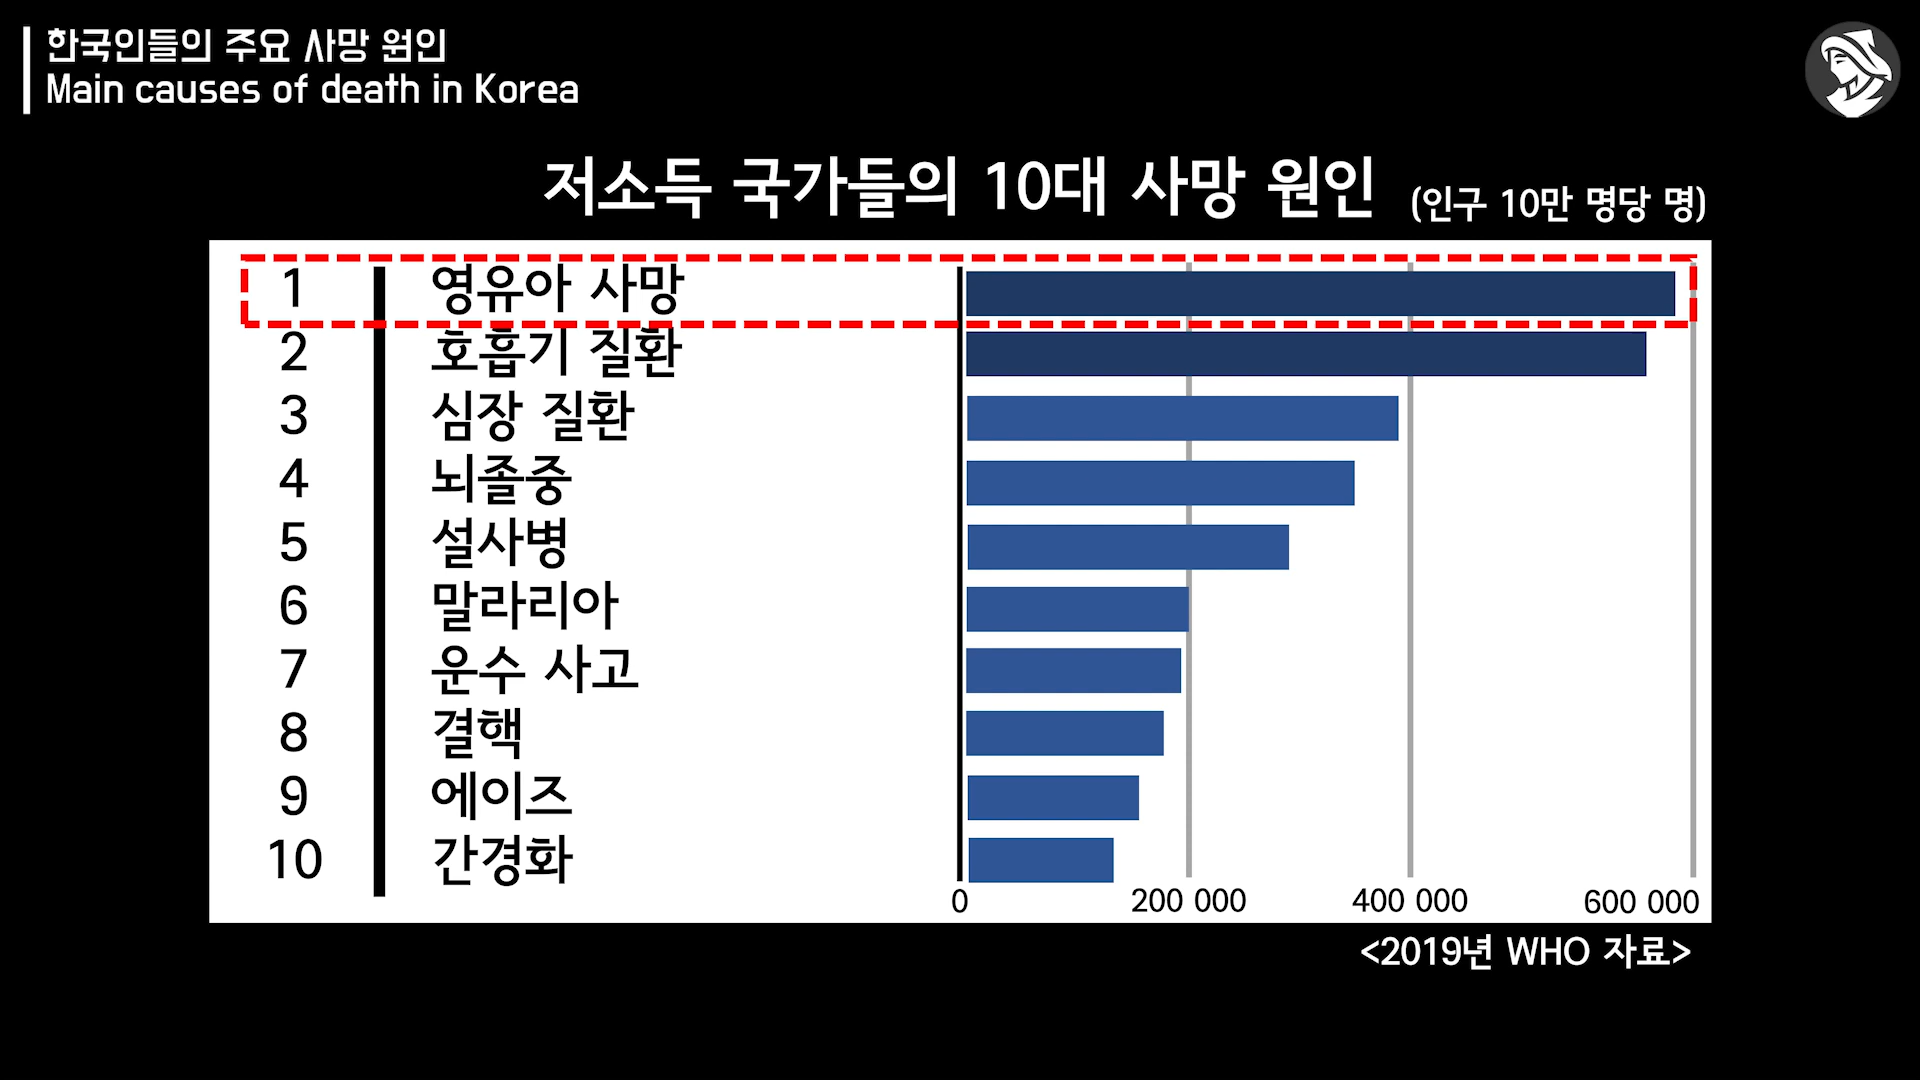 한국인들의 주요 사망 원인
Main causes of death in Korea
저소득 국가들의 10대 사망 원인 (인구 10만 명당 명)
1 영유아 사망
2 호흡기 질환
3 심장 질환
4 뇌졸중
5 설사병
6 말라리아
7 운수 사고
8 결핵
9 에이즈
10 간경화
0 200 000 400 000 600 000
<2019년 WHO 자료>